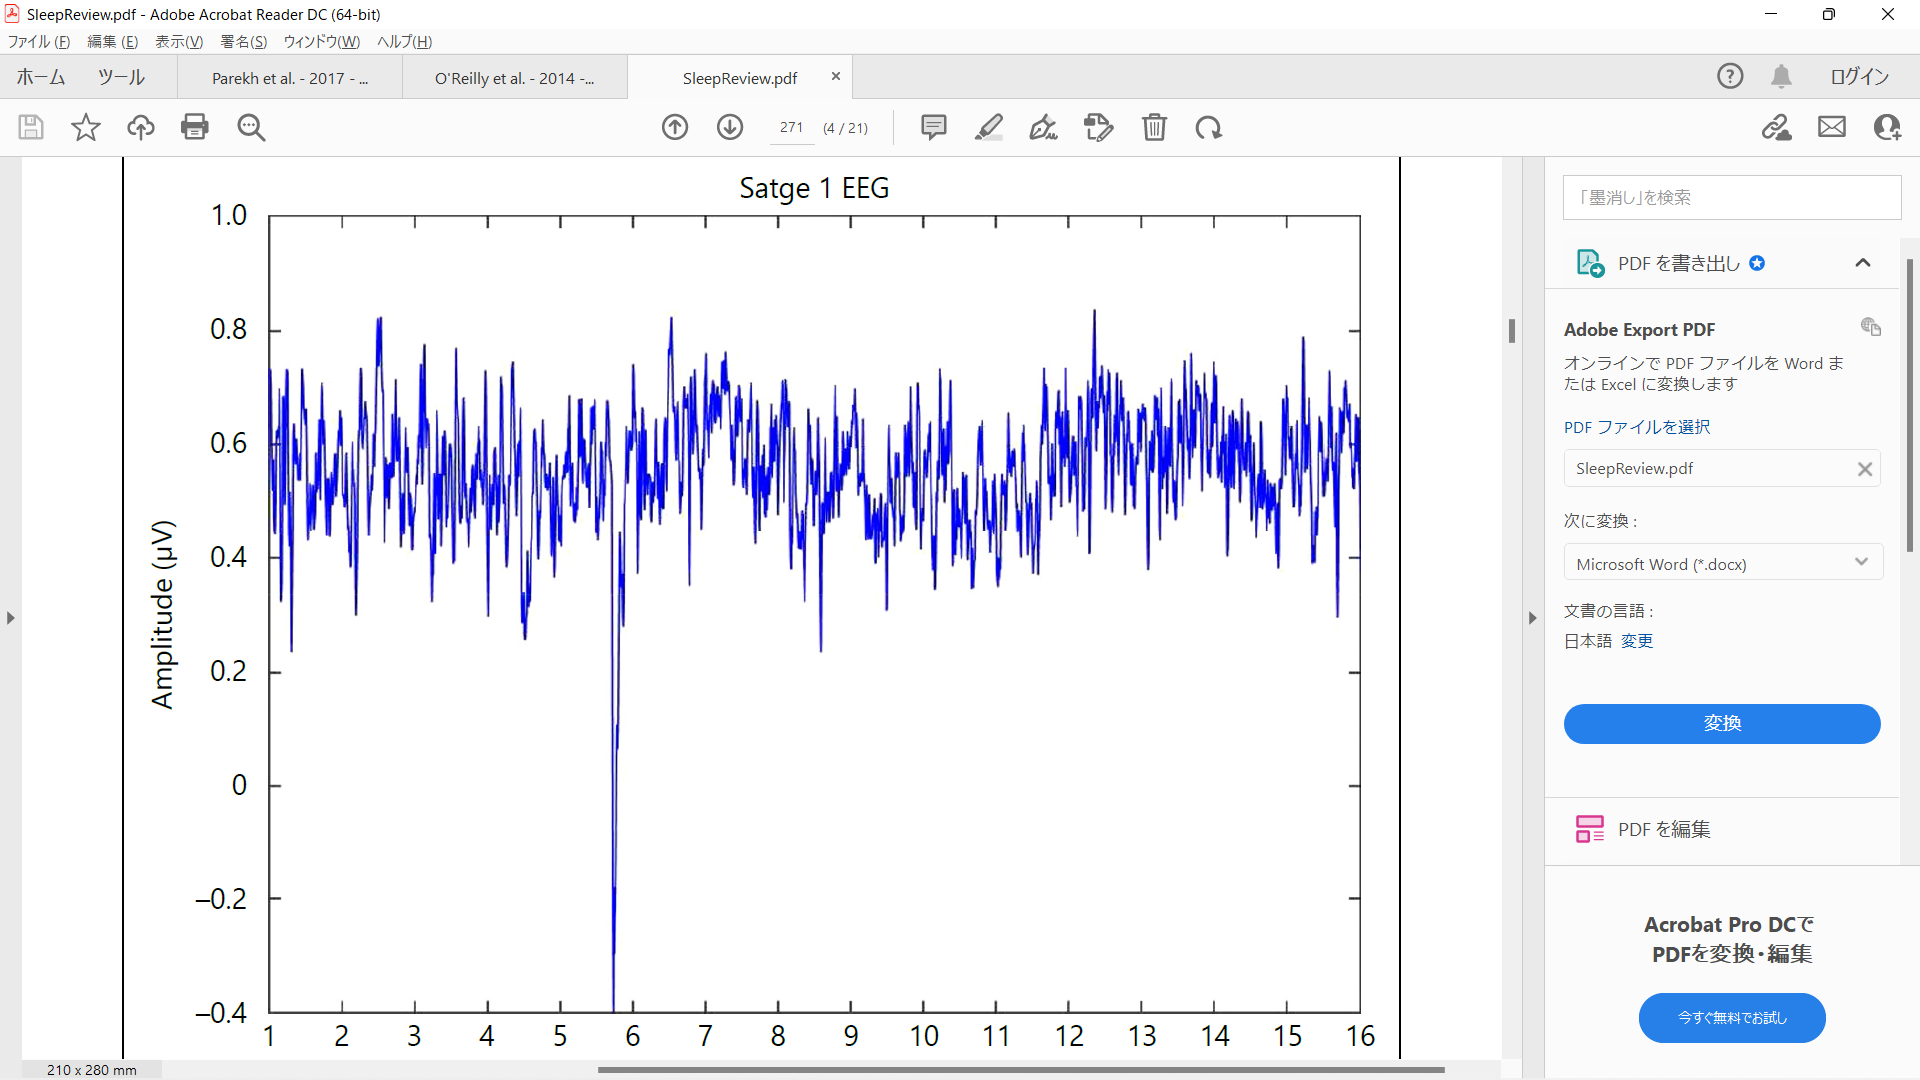 SleepReview.pdf - Adobe Acrobat Reader DC (64-bit)
ファイル (F) 編集 (E) 表示(V) 署名(S) ウィンドウ(W) ヘルプ(H)
ホーム ツール Parekh et al. - 2017 - ... O'Reilly et al. - 2014 -... SleepReview.pdf × ログイン
271 (4 / 21)
Satge 1 EEG
1.0
0.8
0.6
0.4
0.2
0
–0.2
–0.4
Amplitude (μV)
1 2 3 4 5 6 7 8 9 10 11 12 13 14 15 16
210 x 280 mm
「墨消し」を検索
PDF を書き出し
Adobe Export PDF
オンラインで PDF ファイルを Word ま
たは Excel に変換します
PDF ファイルを選択
SleepReview.pdf
次に変換 :
Microsoft Word (*.docx)
文書の言語 :
日本語 変更
変換
PDF を編集
Acrobat Pro DCで
PDFを変換・編集
今すぐ無料でお試し